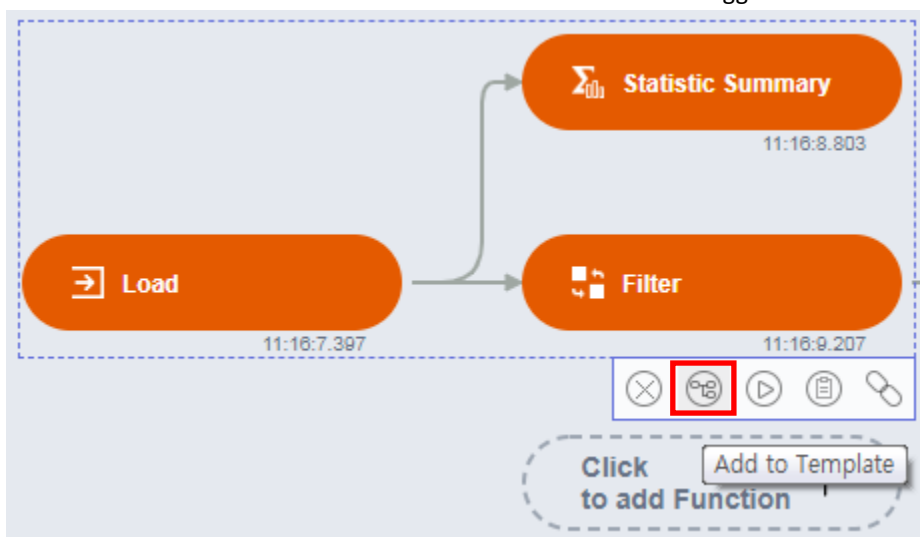 Statistic Summary
11:16:8.803
Load
11:16:7.397
Filter
11:16:9.207
Click
to add Function
Add to Template